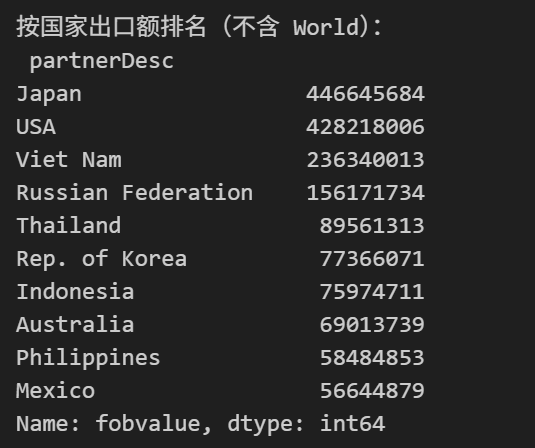 按国家出口额排名（不含 World）：
partnerDesc
Japan 446645684
USA 428218006
Viet Nam 236340013
Russian Federation 156171734
Thailand 89561313
Rep. of Korea 77366071
Indonesia 75974711
Australia 69013739
Philippines 58484853
Mexico 56644879
Name: fobvalue, dtype: int64